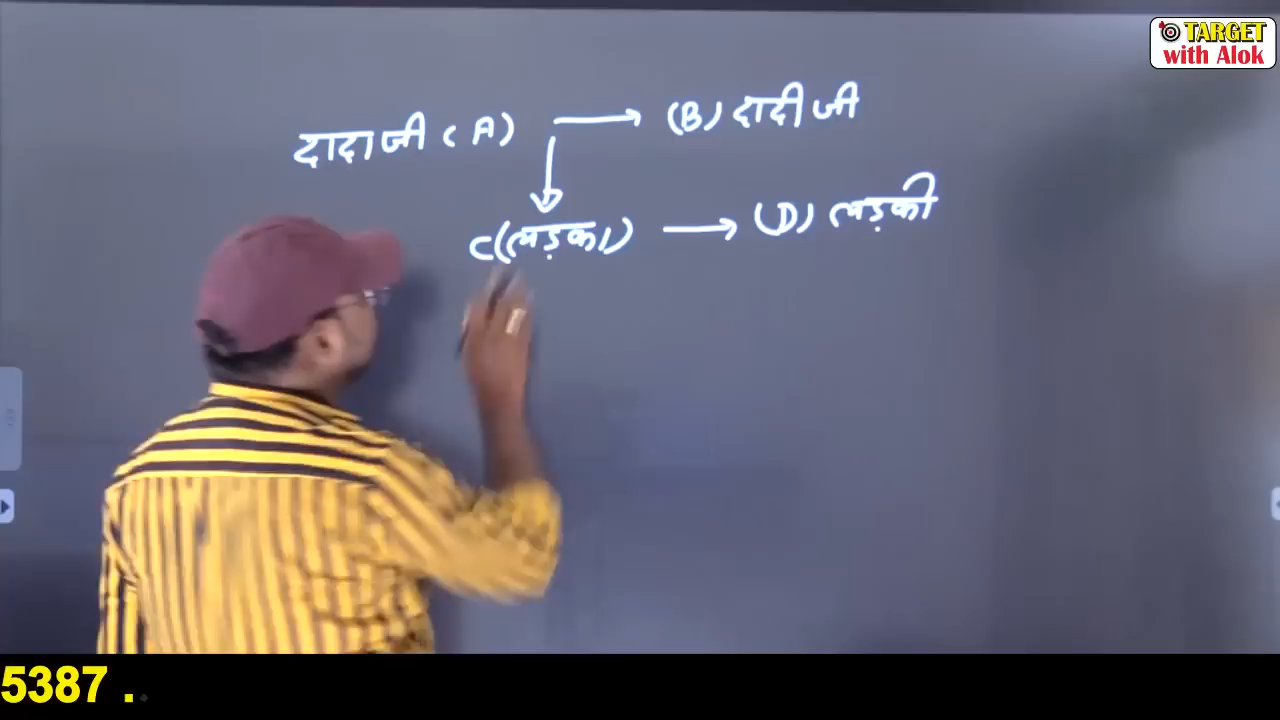 TARGET
with Alok
दादाजी (A) → (B) दादी जी
C(लड़का) → (D) लड़की
5387 .